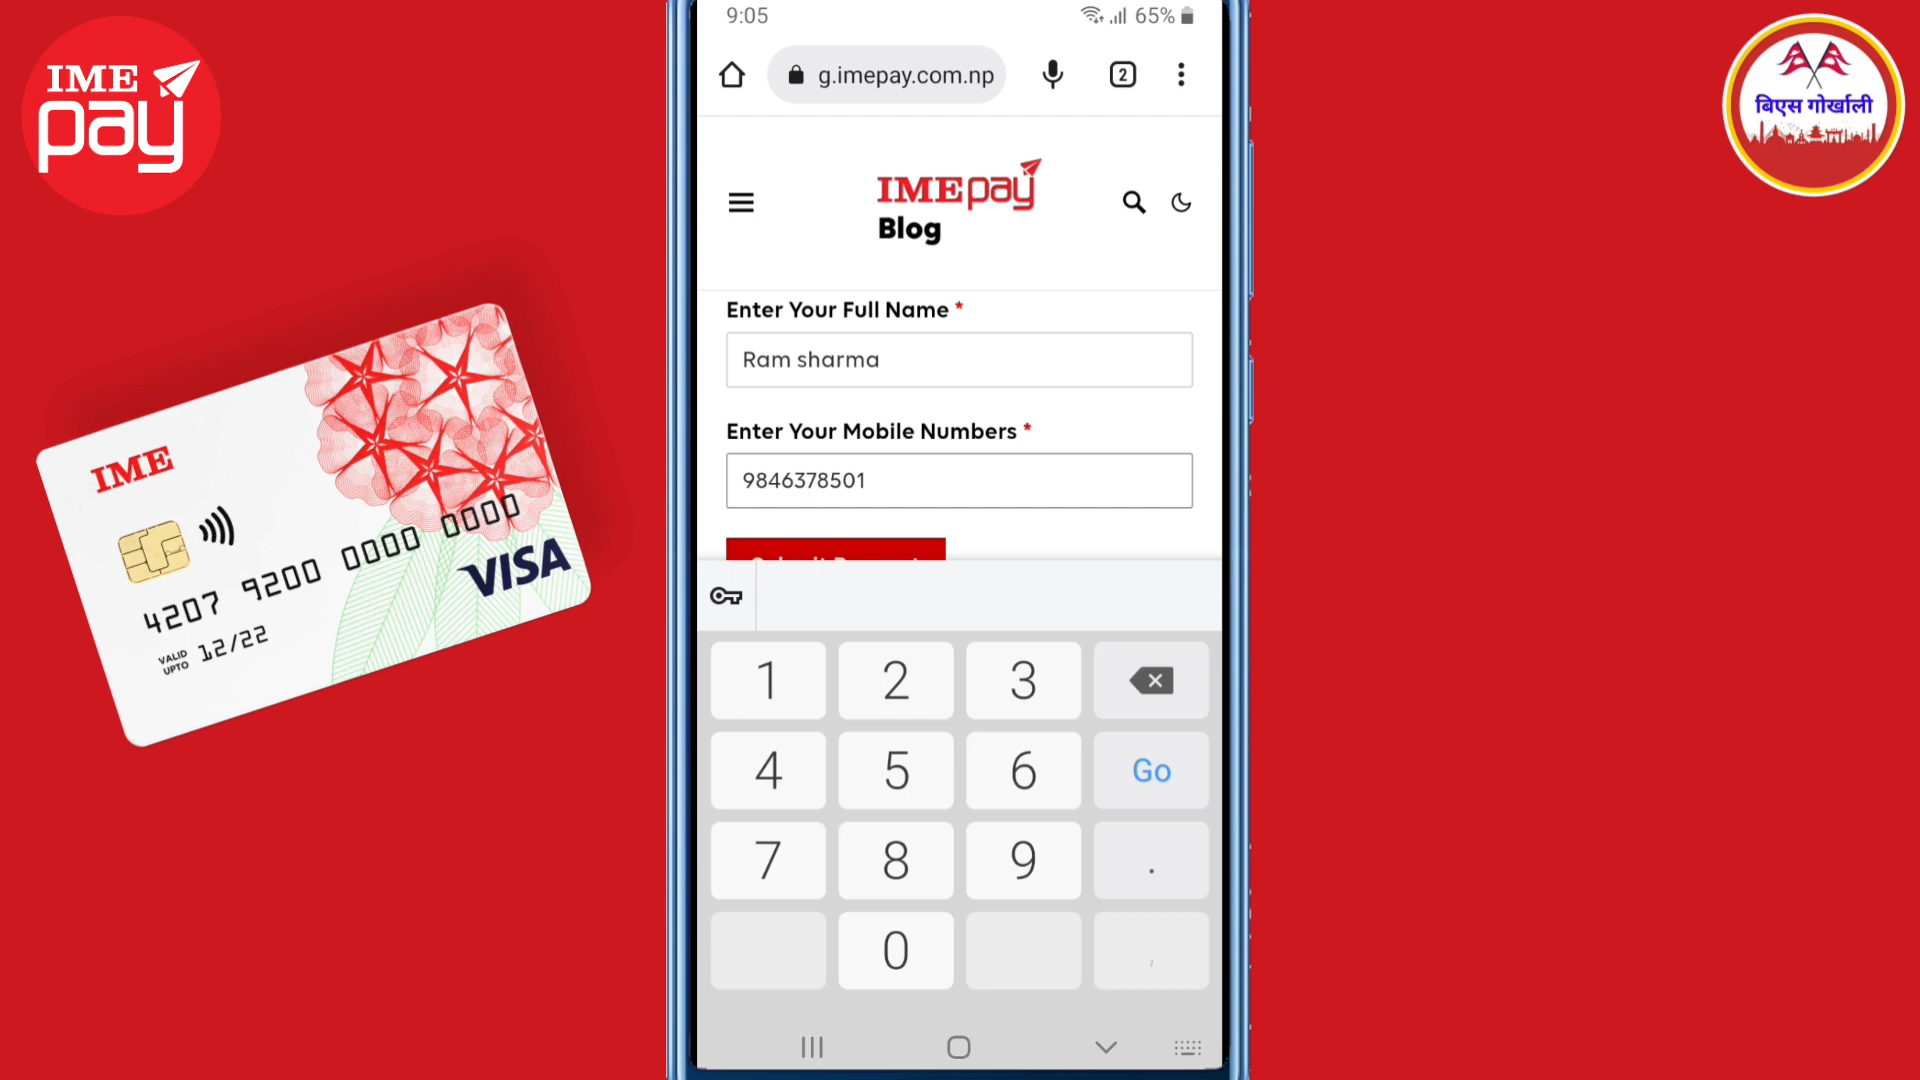 IME
pay
बिएस गोर्खाली
IME
4207 9200 0000 0000
VALID
UPTO
12/22
VISA
9:05
65%
g.imepay.com.np
2
IMEpay
Blog
Enter Your Full Name *
Ram sharma
Enter Your Mobile Numbers *
9846378501
1 2 3
4 5 6 Go
7 8 9 .
0 ,